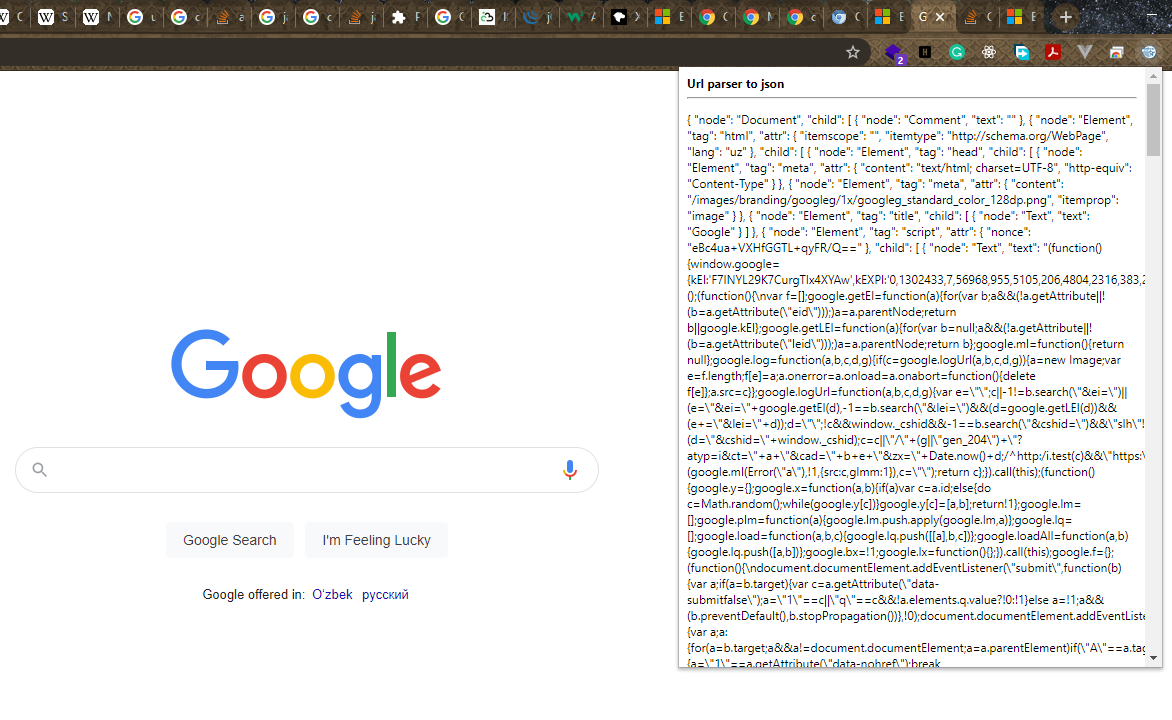 2
Url parser to json
{ "node": "Document", "child": [ { "node": "Comment", "text": "" }, { "node": "Element",
"tag": "html", "attr": { "itemscope": "", "itemtype": "http://schema.org/WebPage",
"lang": "uz" }, "child": [ { "node": "Element", "tag": "head", "child": [ { "node":
"Element", "tag": "meta", "attr": { "content": "text/html; charset=UTF-8", "http-equiv":
"Content-Type" } }, { "node": "Element", "tag": "meta", "attr": { "content":
"/images/branding/googleg/1x/googleg_standard_color_128dp.png", "itemprop":
"image" } }, { "node": "Element", "tag": "title", "child": [ { "node": "Text", "text":
"Google" } ] }, { "node": "Element", "tag": "script", "attr": { "nonce":
"eBc4ua+VXHfGGTL+qyFR/Q==" }, "child": [ { "node": "Text", "text": "(function()
{window.google=
{kEI:'F7INYL29K7CurgTlx4XYAw',kEXPI:'0,1302433,7,56968,955,5105,206,4804,2316,383,2
();(function(){\nvar f=[];google.getEI=function(a){for(var b;a&&(!a.getAttribute||!
(b=a.getAttribute(\"eid\")));)a=a.parentNode;return
b||google.kEI};google.getLEI=function(a){for(var b=null;a&&(!a.getAttribute||!
(b=a.getAttribute(\"leid\")));)a=a.parentNode;return b};google.ml=function(){return
null};google.log=function(a,b,c,d,g){if(c=google.logUrl(a,b,c,d,g)){a=new Image;var
e=f.length;f[e]=a;a.onerror=a.onload=a.onabort=function(){delete
f[e]};a.src=c}};google.logUrl=function(a,b,c,d,g){var e=\"\";c||-1!=b.search(\"&ei=\")||
(e=\"&ei=\"+google.getEI(d),-1==b.search(\"&lei=\")&&(d=google.getLEI(d))&&
(e+=\"&lei=\"+d));d=\"\";!c&&window._cshid&&-1==b.search(\"&cshid=\")&&\"slh\"!
(d=\"&cshid=\"+window._cshid);c=c||\"/\"+(g||\"gen_204\")+\"?
atyp=i&ct=\"+a+\"&cad=\"+b+e+\"&zx=\"+Date.now()+d;/^http:/i.test(c)&&\"https:\
(google.ml(Error(\"a\"),!1,{src:c,glmm:1}),c=\"\");return c};}).call(this);(function()
{google.y={};google.x=function(a,b){if(a)var c=a.id;else{do
c=Math.random();while(google.y[c])}google.y[c]=[a,b];return!1};google.lm=
[];google.plm=function(a){google.lm.push.apply(google.lm,a)};google.lq=
[];google.load=function(a,b,c){google.lq.push([[a],b,c])};google.loadAll=function(a,b)
{google.lq.push([a,b])};google.bx=!1;google.lx=function(){};}).call(this);google.f={};
(function(){\ndocument.documentElement.addEventListener(\"submit\",function(b)
{var a;if(a=b.target){var c=a.getAttribute(\"data-
submitfalse\");a=\"1\"==c||\"q\"==c&&!a.elements.q.value?!0:!1}else a=!1;a&&
(b.preventDefault(),b.stopPropagation())},!0);document.documentElement.addEventListe
{var a;a:
{for(a=b.target;a&&a!=document.documentElement;a=a.parentElement)if(\"A\"==a.tag
{a=\"1\"==a.getAttribute(\"data-nohref\");break
Google
Google Search
I'm Feeling Lucky
Google offered in: O'zbek русский